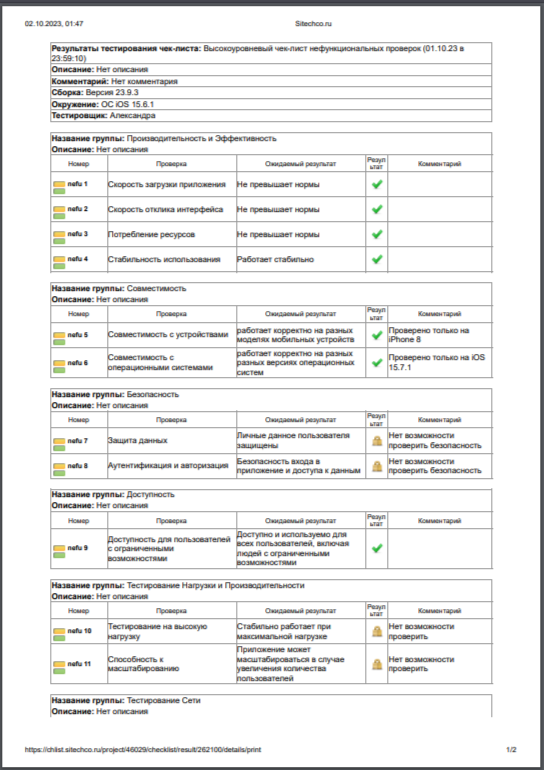 02.10.2023, 01:47 Sitechco.ru
Результаты тестирования чек-листа: Высокоуровневый чек-лист нефункциональных проверок (01.10.23 в
23:59:10)
Описание: Нет описания
Комментарий: Нет комментария
Сборка: Версия 23.9.3
Окружение: ОС iOS 15.6.1
Тестировщик: Александра
Название группы: Производительность и Эффективность
Описание: Нет описания
Номер Проверка Ожидаемый результат Резул
ьтат Комментарий
nefu 1 Скорость загрузки приложения Не превышает нормы
nefu 2 Скорость отклика интерфейса Не превышает нормы
nefu 3 Потребление ресурсов Не превышает нормы
nefu 4 Стабильность использования Работает стабильно
Название группы: Совместимость
Описание: Нет описания
Номер Проверка Ожидаемый результат Резул
ьтат Комментарий
nefu 5 Совместимость с устройствами
работает корректно на разных
моделях мобильных устройств
Проверено только на
iPhone 8
nefu 6
Совместимость с
операционными системами
работает корректно на разных
разных версиях операционных
систем
Проверено только на iOS
15.7.1
Название группы: Безопасность
Описание: Нет описания
Номер Проверка Ожидаемый результат Резул
ьтат Комментарий
nefu 7 Защита данных
Личные данное пользователя
защищены
Нет возможности
проверить безопасность
nefu 8 Аутентификация и авторизация
Безопасность входа в
приложение и доступа к данным
Нет возможности
проверить безопасность
Название группы: Доступность
Описание: Нет описания
Номер Проверка Ожидаемый результат Резул
ьтат Комментарий
nefu 9
Доступность для пользователей
с ограниченными
возможностями
Доступно и используемо для
всех пользователей, включая
людей с ограниченными
возможностями
Название группы: Тестирование Нагрузки и Производительности
Описание: Нет описания
Номер Проверка Ожидаемый результат Резул
ьтат Комментарий
nefu 10
Тестирование на высокую
нагрузку
Стабильно работает при
максимальной нагрузке
Нет возможности
проверить
nefu 11
Способность к
масштабированию
Приложение может
масштабироваться в случае
увеличения количества
пользователей
Нет возможности
проверить
Название группы: Тестирование Сети
Описание: Нет описания
https://chlist.sitechco.ru/project/46029/checklist/result/262100/details/print 1/2